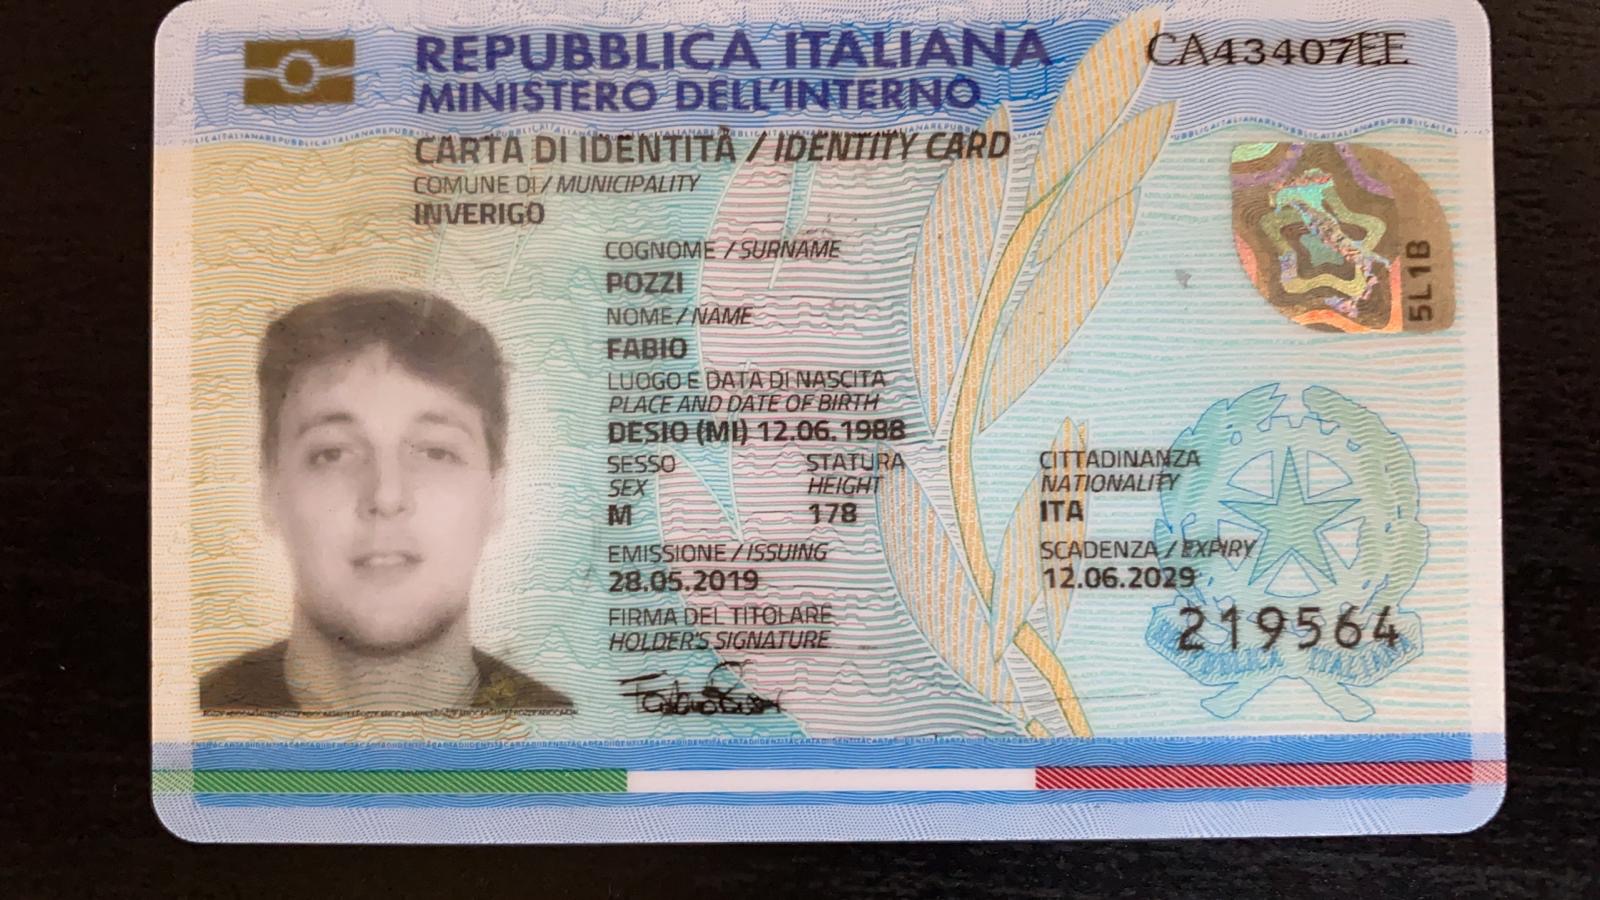 REPUBBLICA ITALIANA
CA43407EE
MINISTERO DELL'INTERNO
CARTA DI IDENTITÀ / IDENTITY CARD
COMUNE DI / MUNICIPALITY
INVERIGO
COGNOME / SURNAME
POZZI
NOME / NAME
FABIO
LUOGO E DATA DI NASCITA
PLACE AND DATE OF BIRTH
DESIO (MI) 12.06.1988
SESSO STATURA CITTADINANZA
SEX HEIGHT NATIONALITY
M 178 ITA
EMISSIONE / ISSUING SCADENZA / EXPIRY
28.05.2019 12.06.2029
FIRMA DEL TITOLARE
HOLDER'S SIGNATURE
219564
REPUBBLICA ITALIANA
5L1B